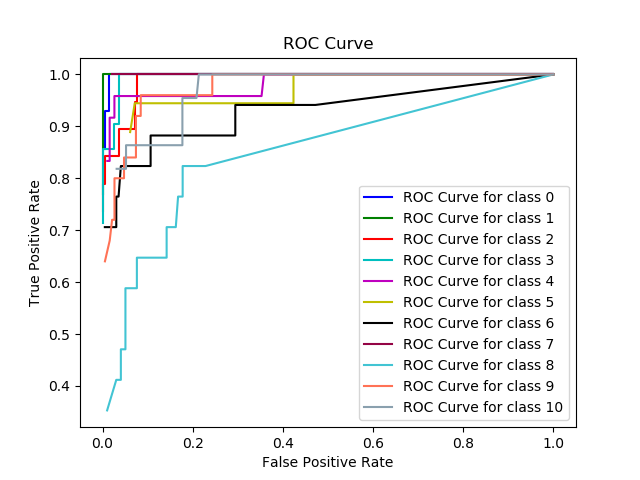 ROC Curve
1.0
0.9
0.8
0.7
0.6
0.5
0.4
True Positive Rate
ROC Curve for class 0
ROC Curve for class 1
ROC Curve for class 2
ROC Curve for class 3
ROC Curve for class 4
ROC Curve for class 5
ROC Curve for class 6
ROC Curve for class 7
ROC Curve for class 8
ROC Curve for class 9
ROC Curve for class 10
0.0 0.2 0.4 0.6 0.8 1.0
False Positive Rate